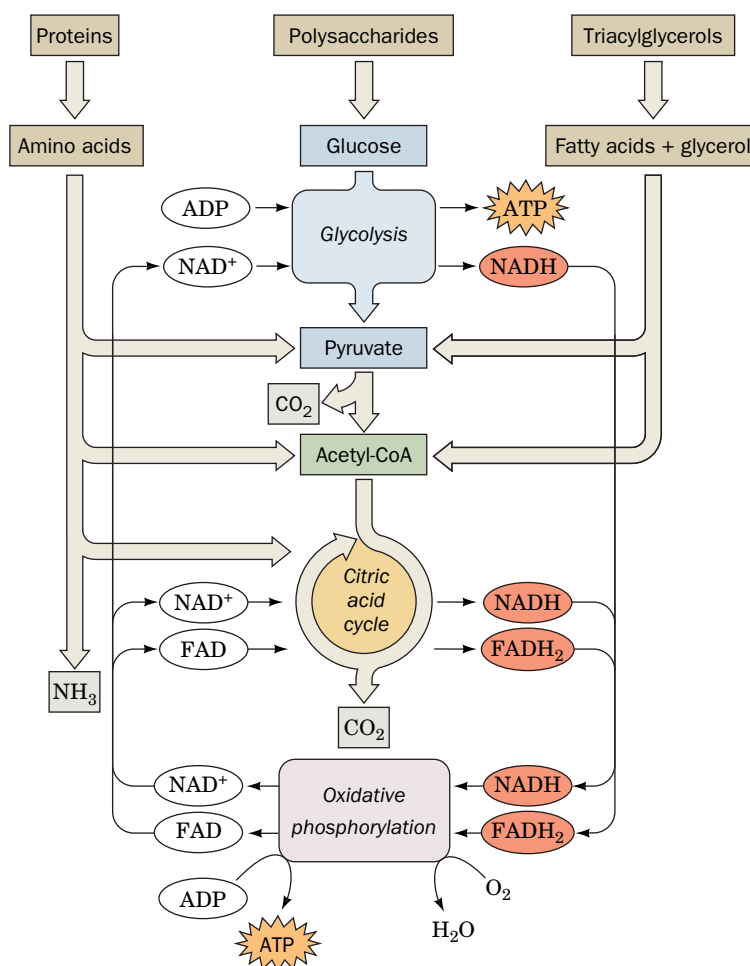 Proteins
Polysaccharides
Triacylglycerols
Amino acids
Glucose
Fatty acids + glycerol
ADP
Glycolysis
ATP
NAD⁺
NADH
Pyruvate
CO₂
Acetyl-CoA
NAD⁺
Citric
acid
cycle
NADH
FAD
FADH₂
NH₃
CO₂
NAD⁺
Oxidative
phosphorylation
NADH
FAD
FADH₂
ADP
O₂
ATP
H₂O